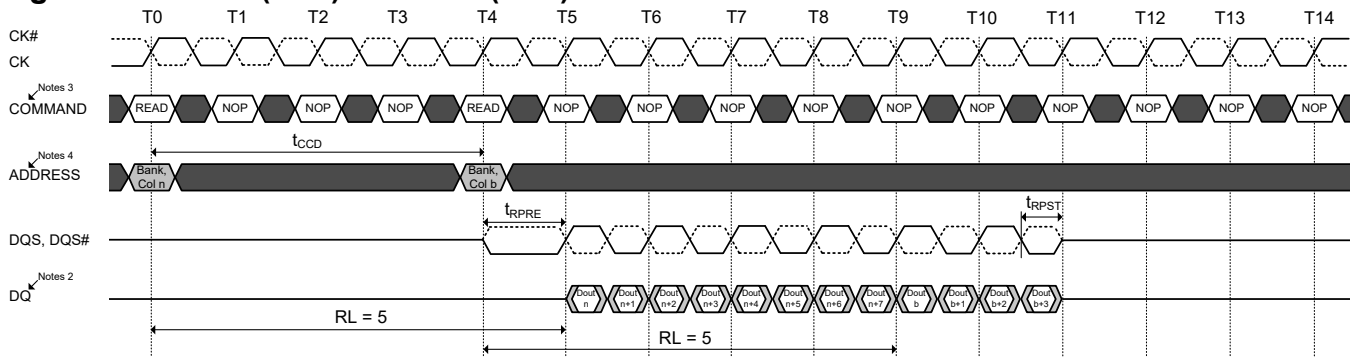 T0 T1 T2 T3 T4 T5 T6 T7 T8 T9 T10 T11 T12 T13 T14
CK#
CK
Notes 3
COMMAND READ NOP NOP NOP READ NOP NOP NOP NOP NOP NOP NOP NOP NOP NOP
tCCD
Notes 4
ADDRESS
Bank, Col n
Bank, Col b
tRPRE
tRPST
DQS, DQS#
Notes 2
DQ
Dout n
Dout n+1
Dout n+2
Dout n+3
Dout n+4
Dout n+5
Dout n+6
Dout n+7
Dout b
Dout b+1
Dout b+2
Dout b+3
RL = 5
RL = 5